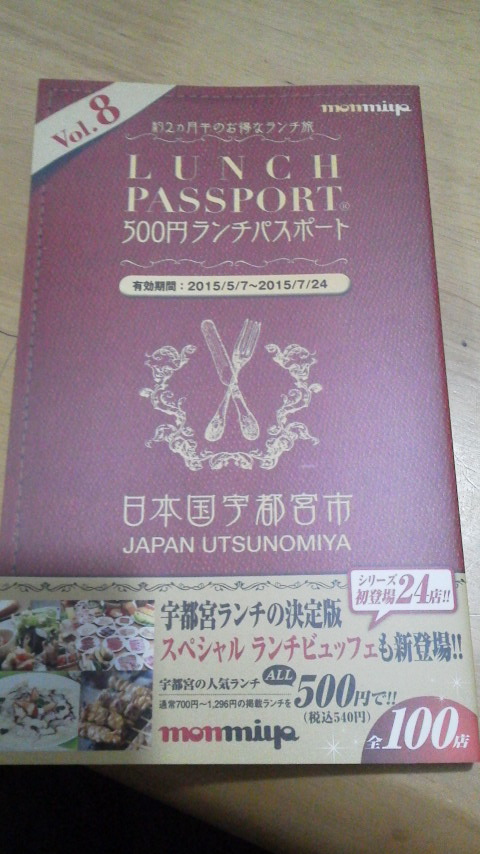 Vol.8
monmiya
約2カ月半のお得なランチ旅
LUNCH
PASSPORT®
500円ランチパスポート
有効期間：2015/5/7~2015/7/24
日本国宇都宮市
JAPAN UTSUNOMIYA
シリーズ
初登場24店!!
宇都宮ランチの決定版
スペシャル ランチビュッフェも新登場!!
宇都宮の人気ランチ ALL 500円で!!
通常700円~1,296円の掲載ランチを
(税込540円)
monmiya
全100店